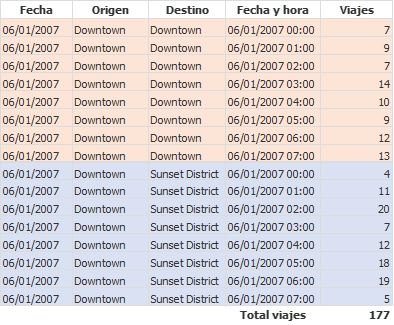 Fecha Origen Destino Fecha y hora Viajes
06/01/2007 Downtown Downtown 06/01/2007 00:00 7
06/01/2007 Downtown Downtown 06/01/2007 01:00 9
06/01/2007 Downtown Downtown 06/01/2007 02:00 7
06/01/2007 Downtown Downtown 06/01/2007 03:00 14
06/01/2007 Downtown Downtown 06/01/2007 04:00 10
06/01/2007 Downtown Downtown 06/01/2007 05:00 9
06/01/2007 Downtown Downtown 06/01/2007 06:00 12
06/01/2007 Downtown Downtown 06/01/2007 07:00 13
06/01/2007 Downtown Sunset District 06/01/2007 00:00 4
06/01/2007 Downtown Sunset District 06/01/2007 01:00 11
06/01/2007 Downtown Sunset District 06/01/2007 02:00 20
06/01/2007 Downtown Sunset District 06/01/2007 03:00 7
06/01/2007 Downtown Sunset District 06/01/2007 04:00 12
06/01/2007 Downtown Sunset District 06/01/2007 05:00 18
06/01/2007 Downtown Sunset District 06/01/2007 06:00 19
06/01/2007 Downtown Sunset District 06/01/2007 07:00 5
Total viajes 177